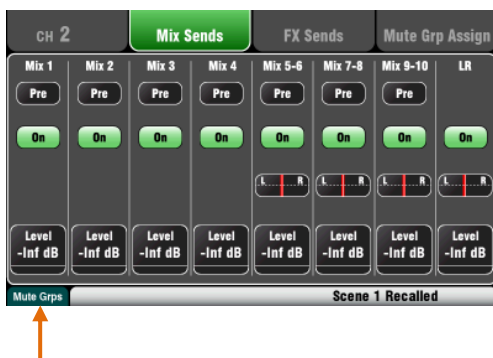 CH 2 Mix Sends FX Sends Mute Grp Assign
Mix 1 Mix 2 Mix 3 Mix 4 Mix 5-6 Mix 7-8 Mix 9-10 LR
Pre Pre Pre Pre Pre Pre Pre
On On On On On On On On
L R L R L R L R
Level Level Level Level Level Level Level Level
-Inf dB -Inf dB -Inf dB -Inf dB -Inf dB -Inf dB -Inf dB -Inf dB
Mute Grps Scene 1 Recalled